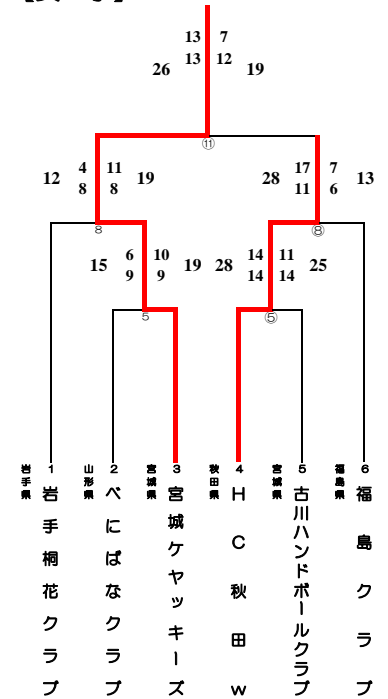 13 7
26 13 12 19
⑪
12 4 11 19 28 17 7 13
8 8 11 6
8 ⑧
15 6 10 19 28 14 11 25
9 9 14 14
5 ⑤
岩手県 1 岩手桐花クラブ
山形県 2 べにばなクラブ
宮城県 3 宮城ケヤッキーズ
秋田県 4 HC秋田w
宮城県 5 古川ハンドボールクラブ
福島県 6 福島クラブ